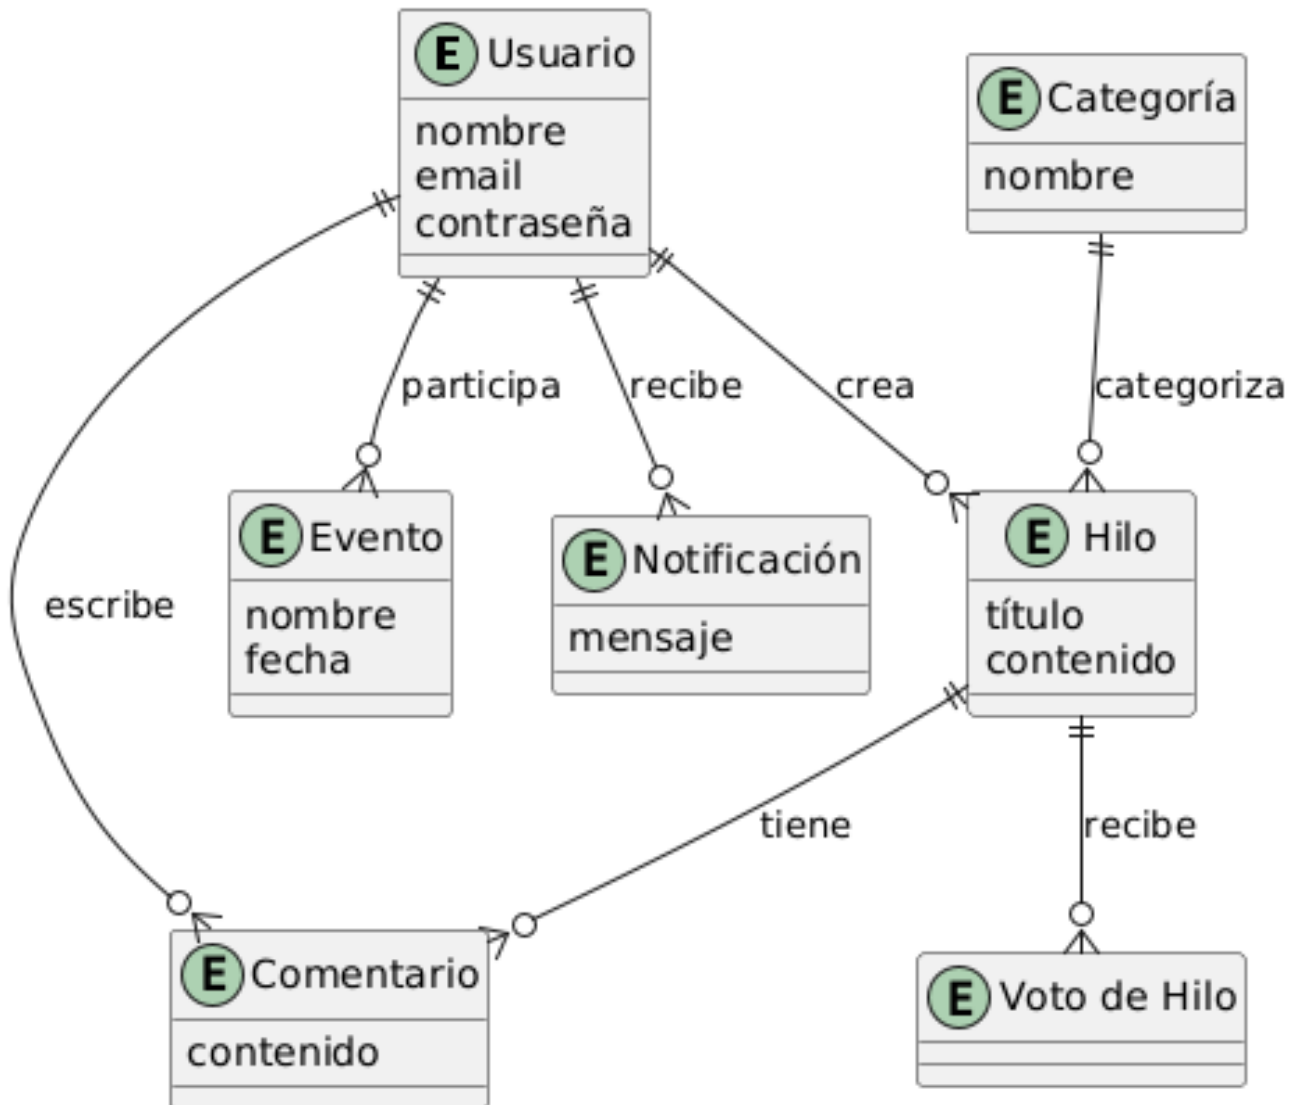 E Usuario
nombre
email
contraseña
E Categoría
nombre
participa
recibe
crea
categoriza
E Evento
nombre
fecha
E Notificación
mensaje
E Hilo
título
contenido
escribe
tiene
recibe
E Comentario
contenido
E Voto de Hilo